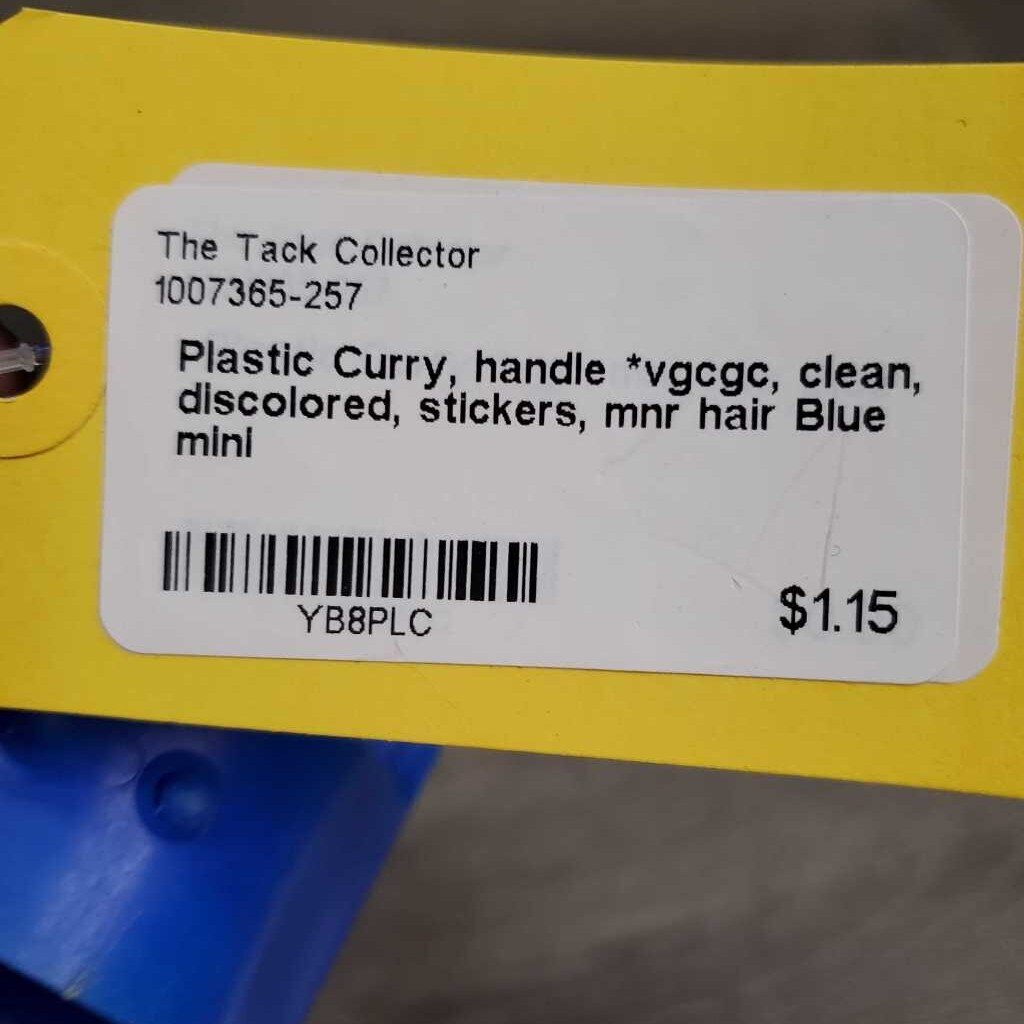 The Tack Collector
1007365-257
Plastic Curry, handle *vgcgc, clean,
discolored, stickers, mnr hair Blue
mini
YB8PLC
$1.15